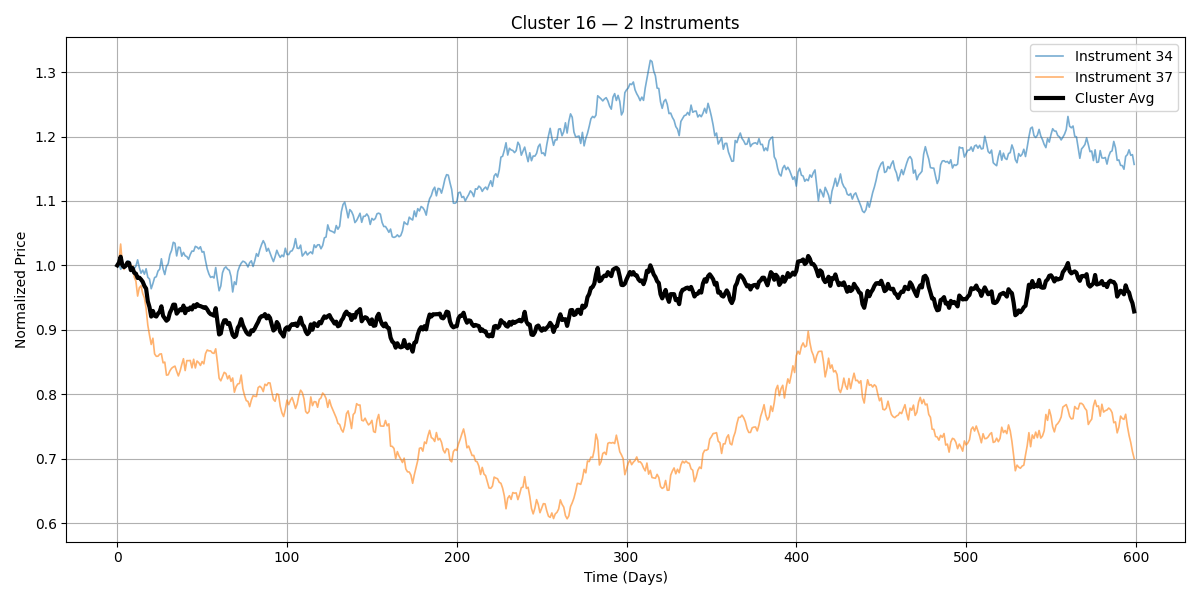 Cluster 16 — 2 Instruments
Instrument 34
Instrument 37
Cluster Avg
Normalized Price
1.3
1.2
1.1
1.0
0.9
0.8
0.7
0.6
0 100 200 300 400 500 600
Time (Days)